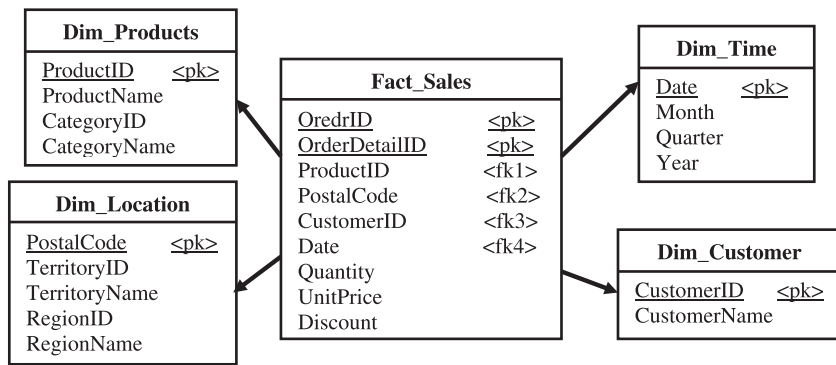 Dim_Products
ProductID <pk>
ProductName
CategoryID
CategoryName
Dim_Location
PostalCode <pk>
TerritoryID
TerritoryName
RegionID
RegionName
Fact_Sales
OredrID <pk>
OrderDetailID <pk>
ProductID <fk1>
PostalCode <fk2>
CustomerID <fk3>
Date <fk4>
Quantity
UnitPrice
Discount
Dim_Time
Date <pk>
Month
Quarter
Year
Dim_Customer
CustomerID <pk>
CustomerName